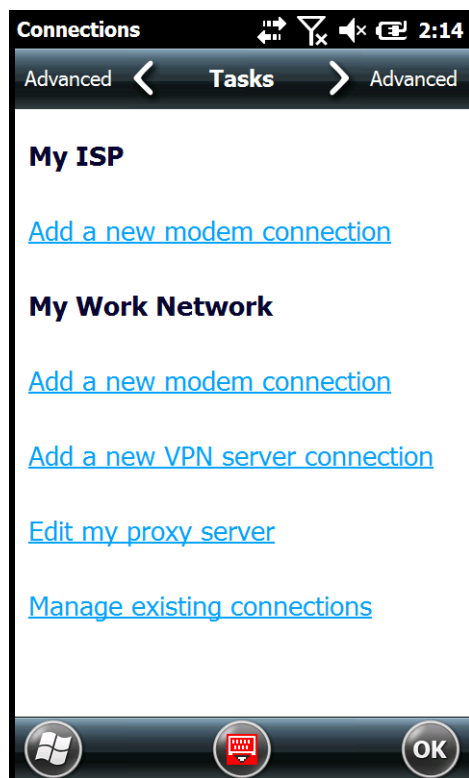 Connections 2:14
Advanced Tasks Advanced
My ISP
Add a new modem connection
My Work Network
Add a new modem connection
Add a new VPN server connection
Edit my proxy server
Manage existing connections
OK